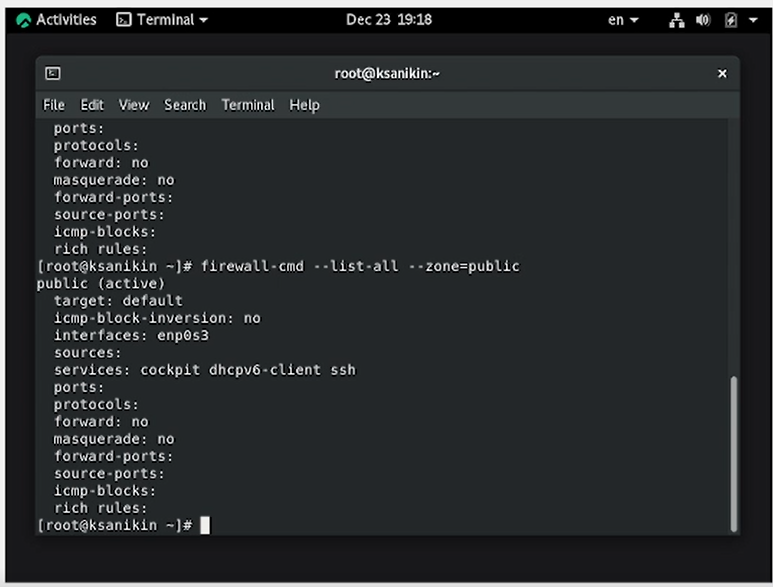 Activities Terminal Dec 23 19:18 en
root@ksanikin:~
File Edit View Search Terminal Help
ports:
protocols:
forward: no
masquerade: no
forward-ports:
source-ports:
icmp-blocks:
rich rules:
[root@ksanikin ~]# firewall-cmd --list-all --zone=public
public (active)
target: default
icmp-block-inversion: no
interfaces: enp0s3
sources:
services: cockpit dhcpv6-client ssh
ports:
protocols:
forward: no
masquerade: no
forward-ports:
source-ports:
icmp-blocks:
rich rules:
[root@ksanikin ~]#